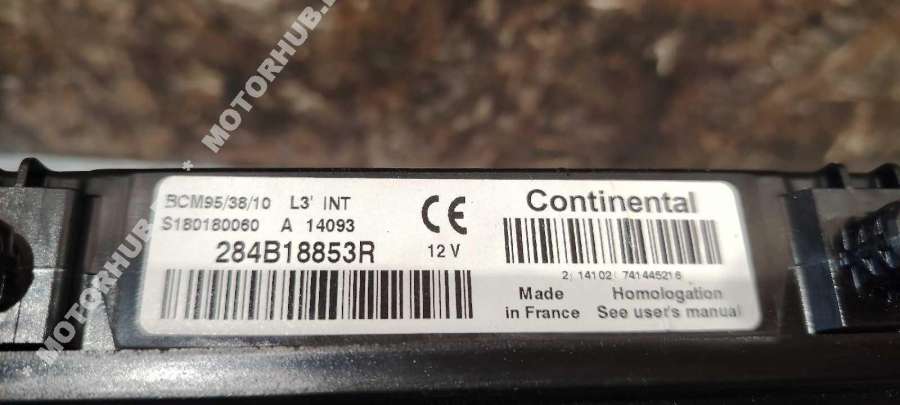 BCM95/38/10 L3' INT
S180180060 A 14093
284B18853R
CE
12 V
Continental
2 14102 741445216
Made in France
Homologation
See user's manual
* MOTORHUB.
MOTORHUB.